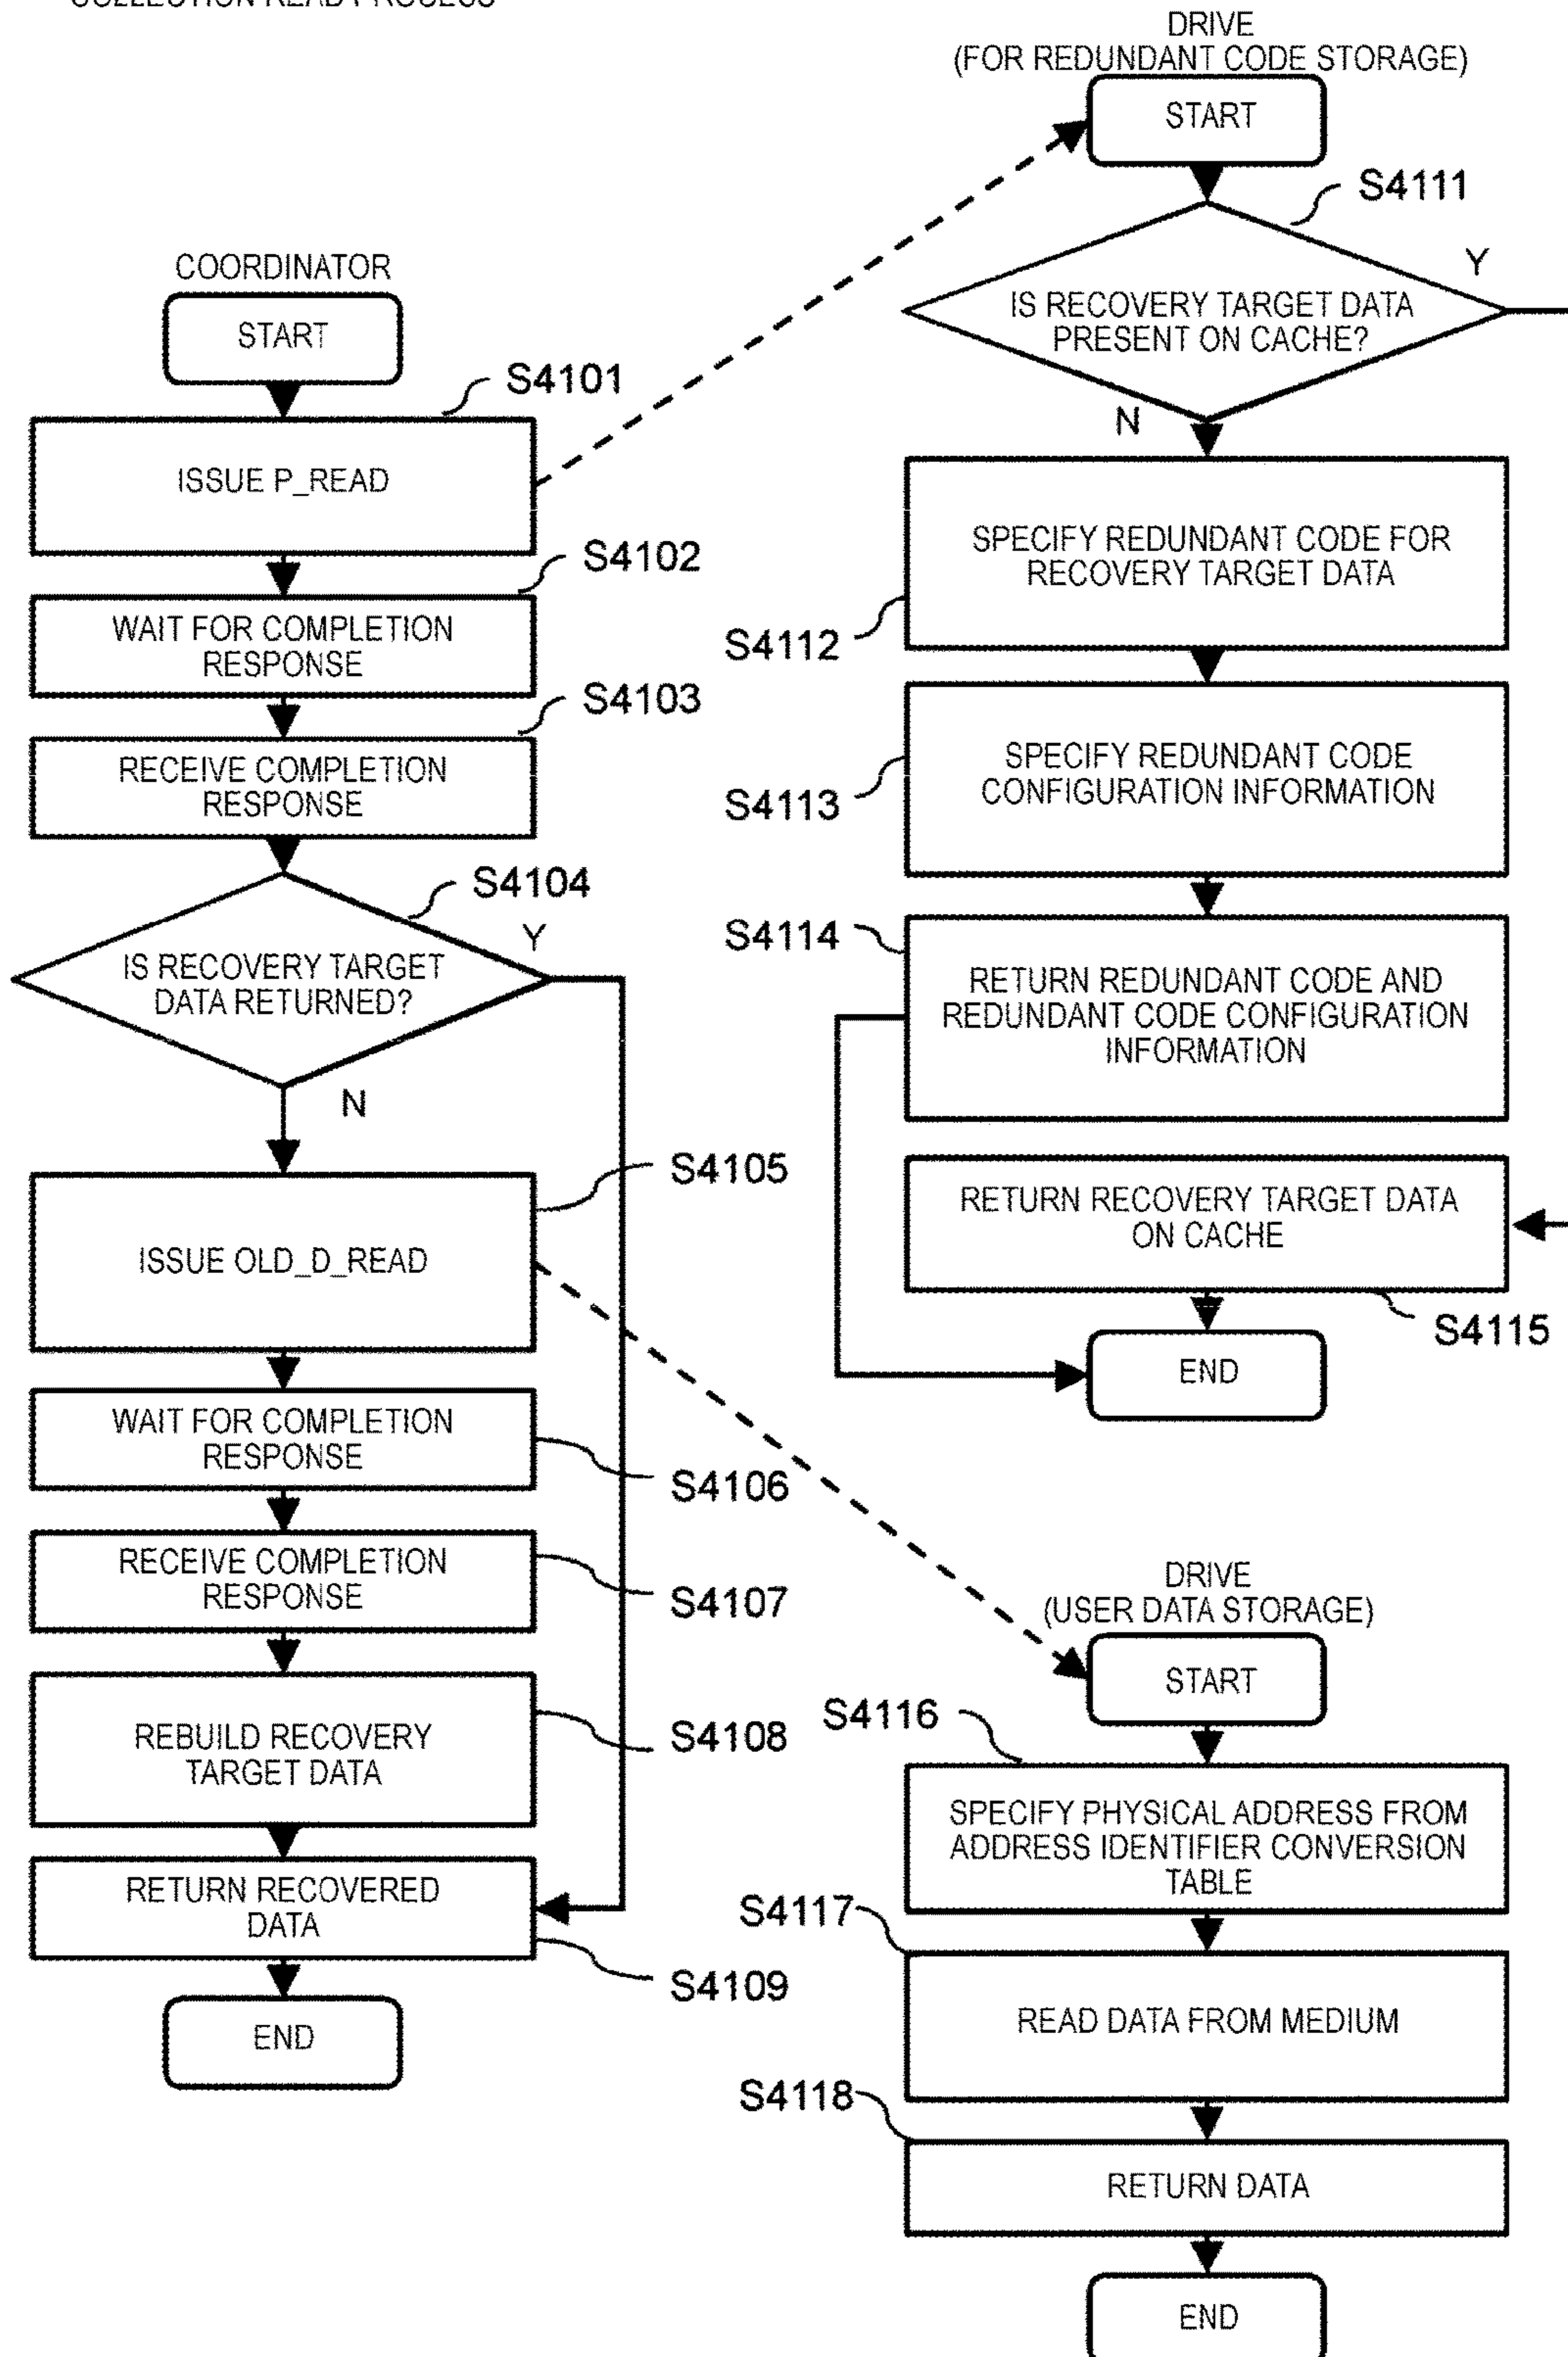 COLLECTION READ PROCESS
COORDINATOR
START
S4101
ISSUE P_READ
S4102
WAIT FOR COMPLETION
RESPONSE
S4103
RECEIVE COMPLETION
RESPONSE
S4104
Y
IS RECOVERY TARGET
DATA RETURNED?
N
S4105
ISSUE OLD_D_READ
WAIT FOR COMPLETION
RESPONSE
S4106
RECEIVE COMPLETION
RESPONSE
S4107
REBUILD RECOVERY
TARGET DATA
S4108
RETURN RECOVERED
DATA
S4109
END
DRIVE
(FOR REDUNDANT CODE STORAGE)
START
S4111
Y
IS RECOVERY TARGET DATA
PRESENT ON CACHE?
N
SPECIFY REDUNDANT CODE FOR
RECOVERY TARGET DATA
S4112
SPECIFY REDUNDANT CODE
CONFIGURATION INFORMATION
S4113
S4114
RETURN REDUNDANT CODE AND
REDUNDANT CODE CONFIGURATION
INFORMATION
RETURN RECOVERY TARGET DATA
ON CACHE
S4115
END
DRIVE
(USER DATA STORAGE)
START
S4116
SPECIFY PHYSICAL ADDRESS FROM
ADDRESS IDENTIFIER CONVERSION
TABLE
S4117
READ DATA FROM MEDIUM
S4118
RETURN DATA
END